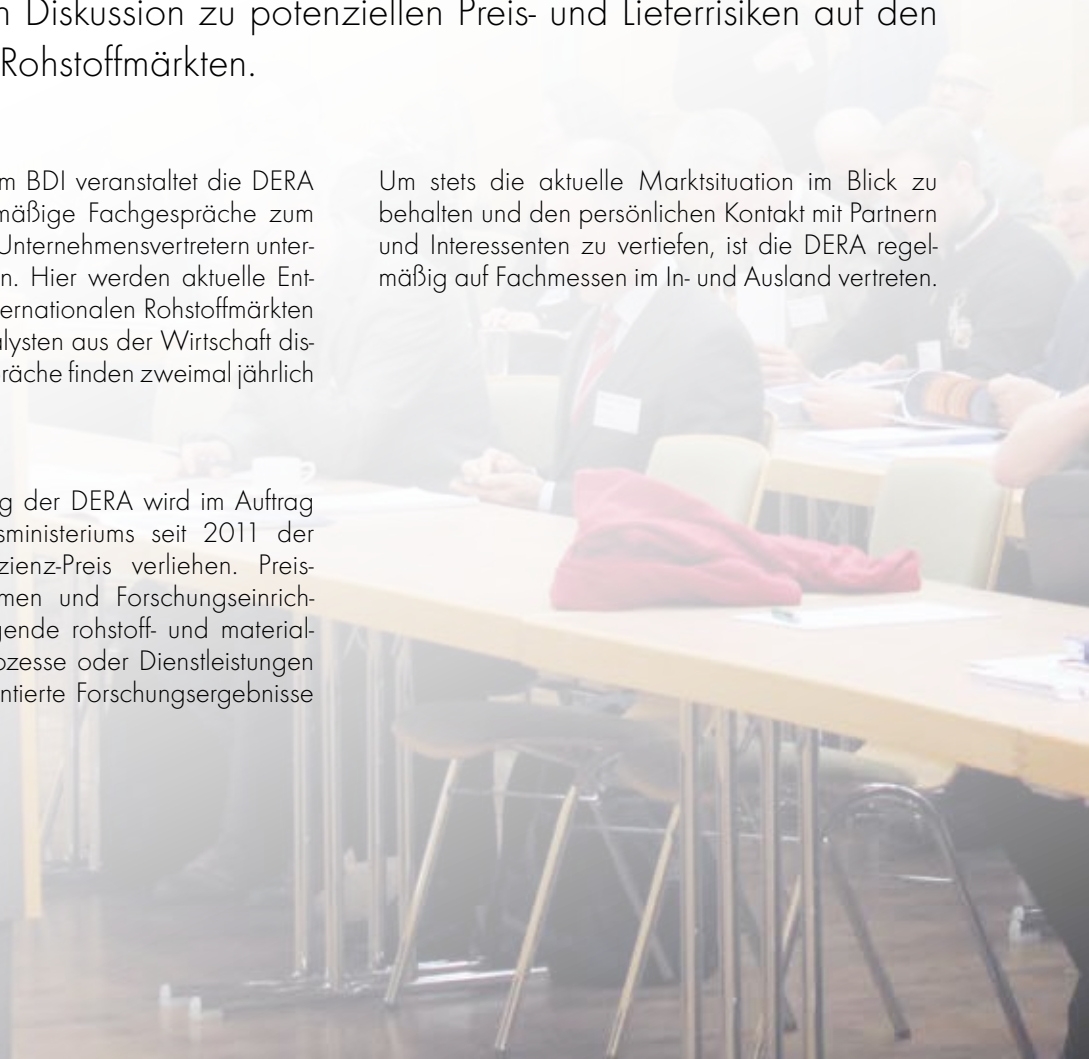 n Diskussion zu potenziellen Preis- und Lieferrisiken auf den
Rohstoffmärkten.
m BDI veranstaltet die DERA
mäßige Fachgespräche zum
Unternehmensvertretern unter-
n. Hier werden aktuelle Ent-
ernationalen Rohstoffmärkten
alysten aus der Wirtschaft dis-
räche finden zweimal jährlich
g der DERA wird im Auftrag
sministeriums seit 2011 der
zienz-Preis verliehen. Preis-
men und Forschungseinrich-
gende rohstoff- und material-
ozesse oder Dienstleistungen
ntierte Forschungsergebnisse
Um stets die aktuelle Marktsituation im Blick zu
behalten und den persönlichen Kontakt mit Partnern
und Interessenten zu vertiefen, ist die DERA regel-
mäßig auf Fachmessen im In- und Ausland vertreten.